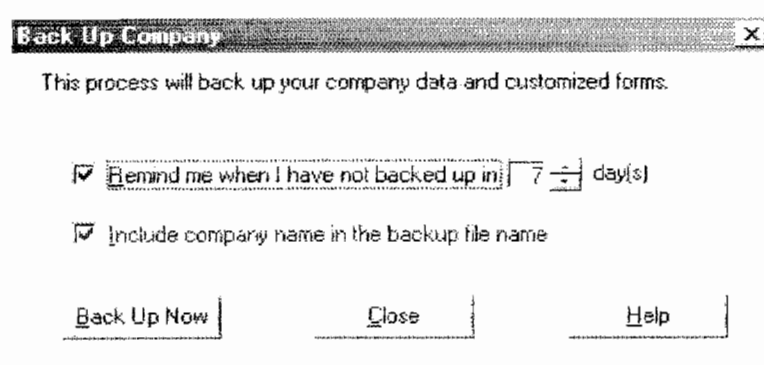 Back Up Company
This process will back up your company data and customized forms.
Remind me when I have not backed up in 7 day(s)
Include company name in the backup file name
Back Up Now Close Help